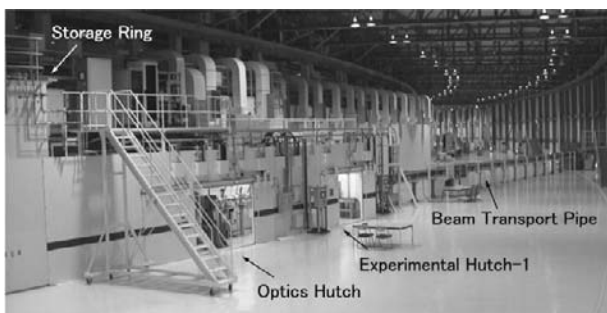 Storage Ring
Beam Transport Pipe
Experimental Hutch-1
Optics Hutch